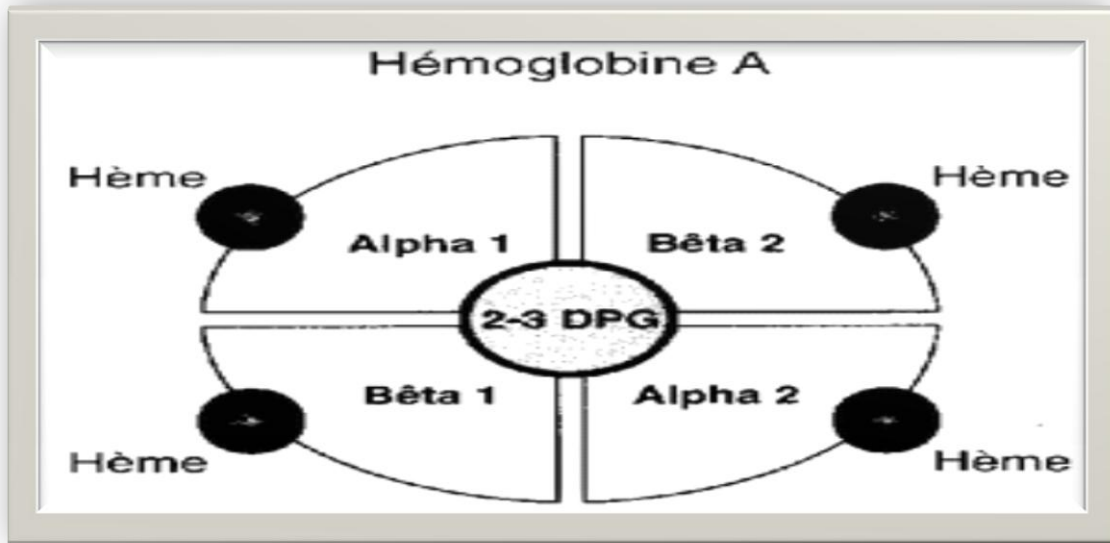 Hémoglobine A
Hème
Hème
Alpha 1
Bêta 2
2-3 DPG
Bêta 1
Alpha 2
Hème
Hème